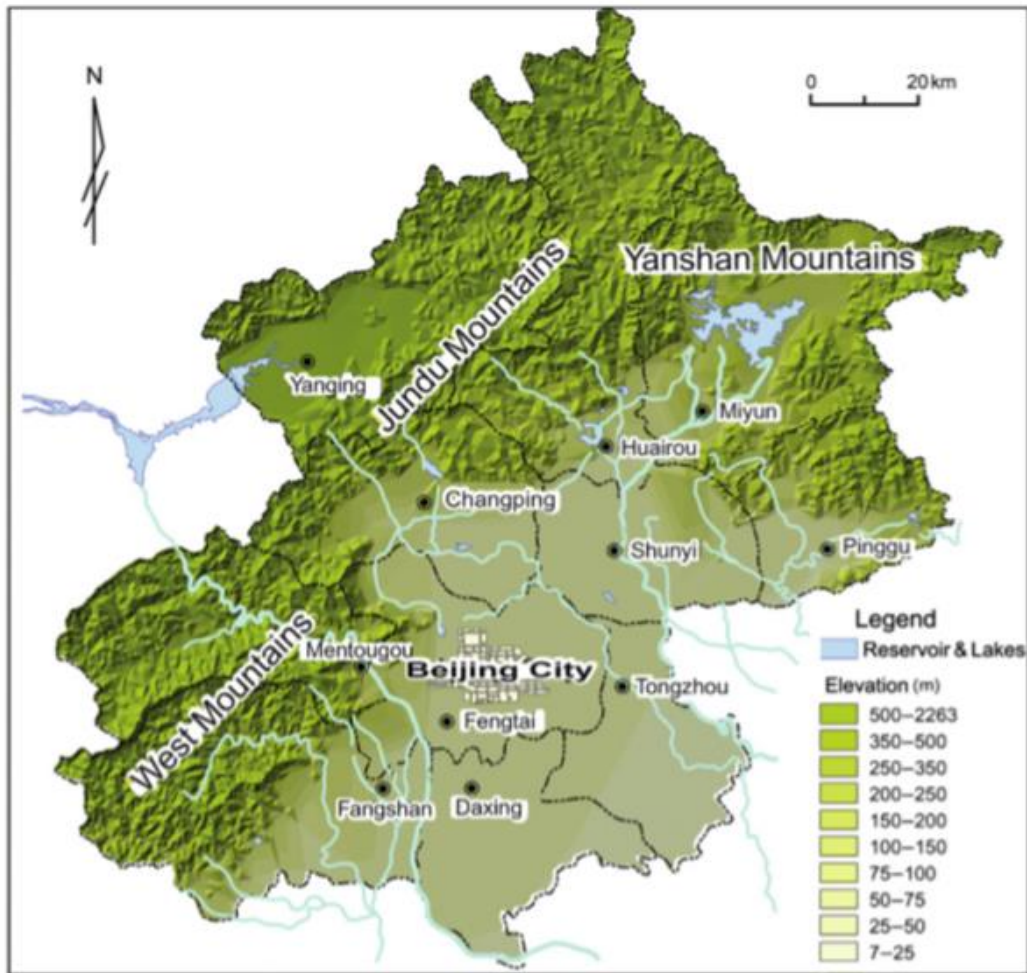 N
0 20 km
Yanshan Mountains
Jundu Mountains
Yanqing
Miyun
Huairou
Changping
Shunyi
Pinggu
Mentougou
Beijing City
Tongzhou
West Mountains
Fengtai
Fangshan
Daxing
Legend
Reservoir & Lakes
Elevation (m)
500–2263
350–500
250–350
200–250
150–200
100–150
75–100
50–75
25–50
7–25